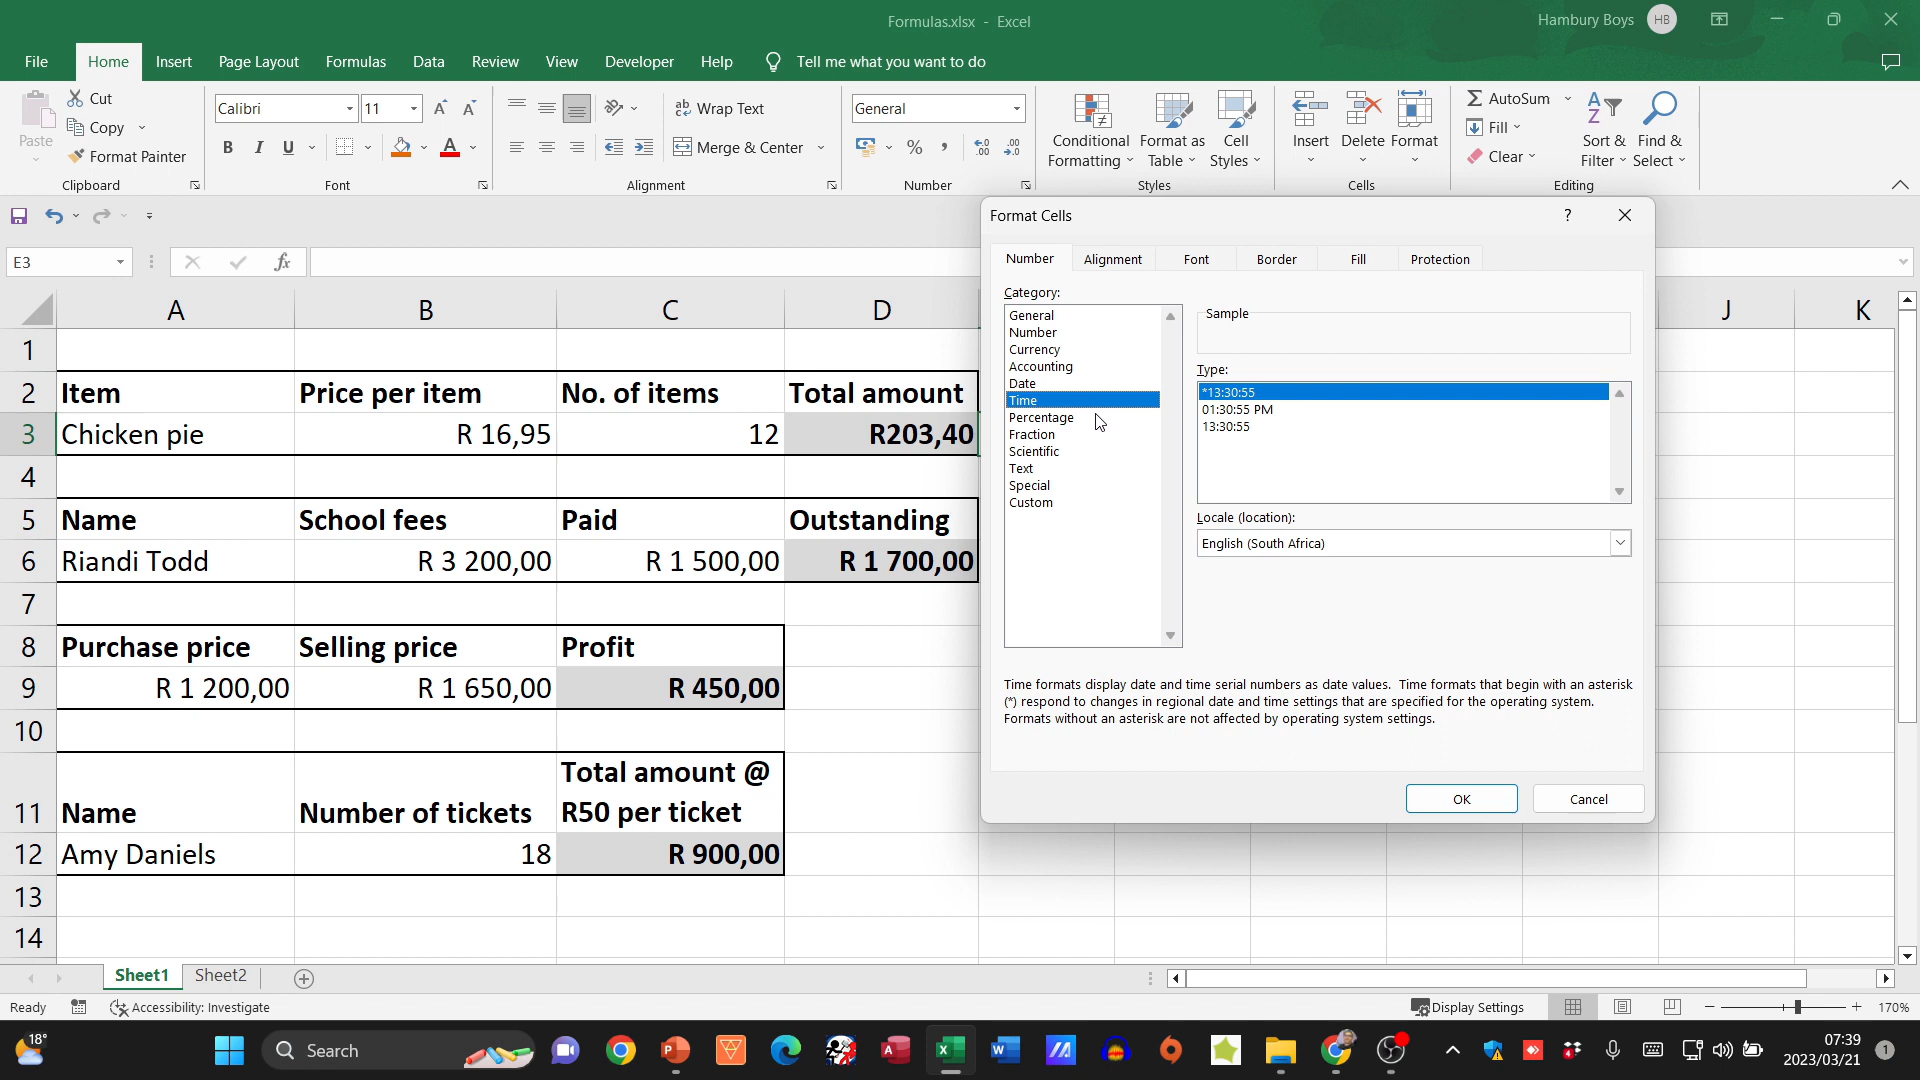 Formulas.xlsx - Excel
Hambury Boys HB
File Home Insert Page Layout Formulas Data Review View Developer Help Tell me what you want to do
Paste
Cut
Copy
Format Painter
Clipboard
Calibri 11
B I U
Font
ab Wrap Text
Merge & Center
Alignment
General
% ,
Number
Conditional Formatting
Format as Table
Cell Styles
Styles
Insert Delete Format
Cells
AutoSum
Fill
Clear
Sort & Filter
Find & Select
Editing
E3
fx
A B C D J K
1
2 Item Price per item No. of items Total amount
3 Chicken pie R 16,95 12 R203,40
4
5 Name School fees Paid Outstanding
6 Riandi Todd R 3 200,00 R 1 500,00 R 1 700,00
7
8 Purchase price Selling price Profit
9 R 1 200,00 R 1 650,00 R 450,00
10
Total amount @
11 Name Number of tickets R50 per ticket
12 Amy Daniels 18 R 900,00
13
14
Format Cells ?
Number Alignment Font Border Fill Protection
Category:
General
Number
Currency
Accounting
Date
Time
Percentage
Fraction
Scientific
Text
Special
Custom
Sample
Type:
*13:30:55
01:30:55 PM
13:30:55
Locale (location):
English (South Africa)
Time formats display date and time serial numbers as date values. Time formats that begin with an asterisk
(*) respond to changes in regional date and time settings that are specified for the operating system.
Formats without an asterisk are not affected by operating system settings.
OK Cancel
Sheet1 Sheet2
Ready Accessibility: Investigate Display Settings 170%
18°
Search
07:39
2023/03/21
1